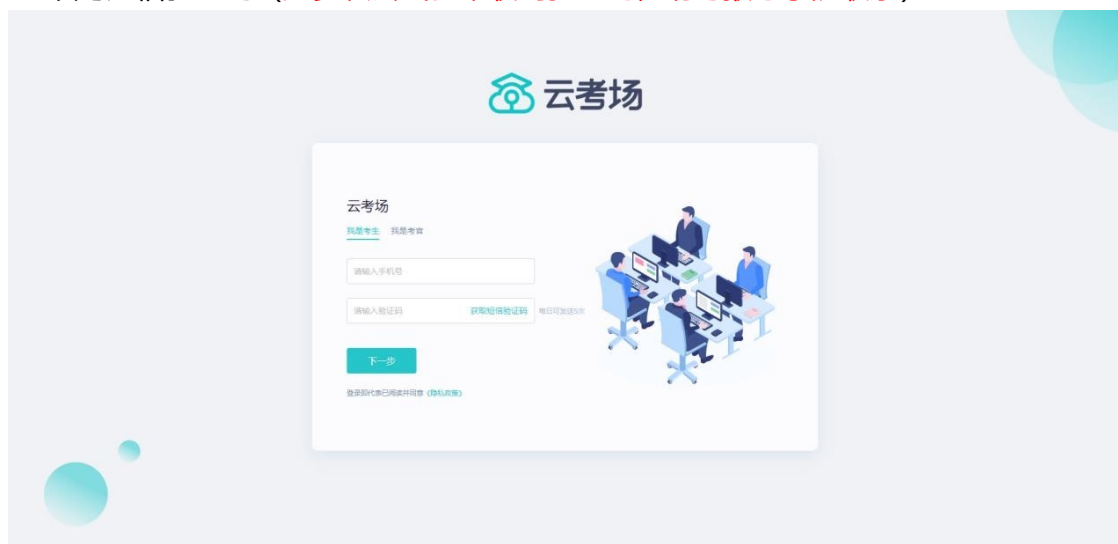 云考场
云考场
我是考生 我是考官
请输入手机号
请输入验证码 获取短信验证码 每日可发送5次
下一步
登录即代表已阅读并同意《隐私政策》